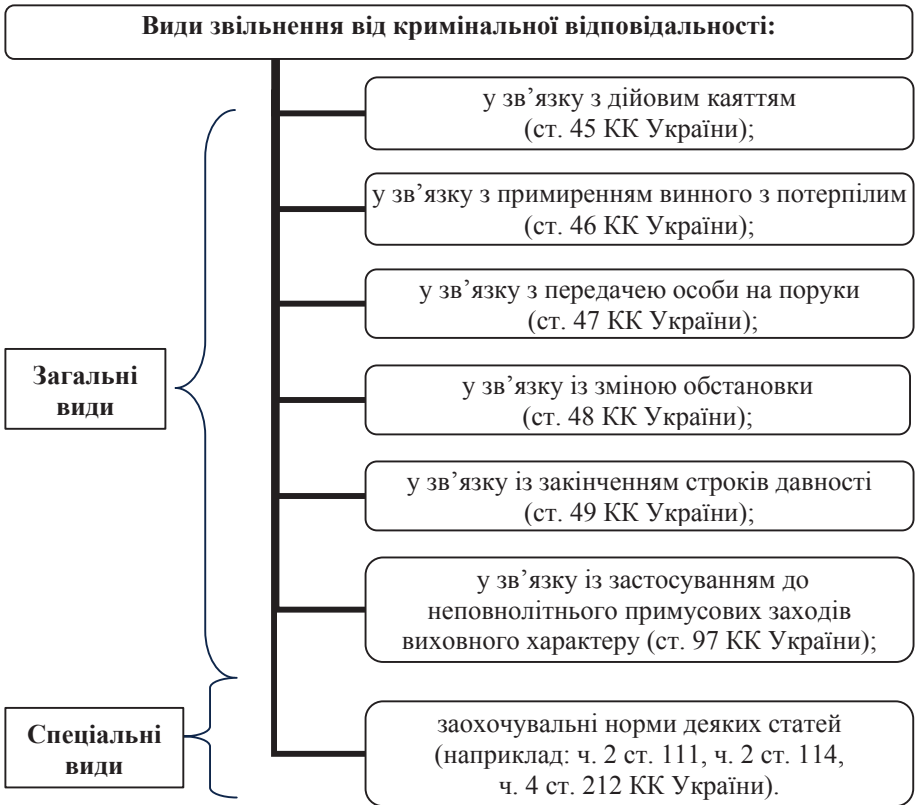 Види звільнення від кримінальної відповідальності:
у зв’язку з дійовим каяттям
(ст. 45 КК України);
у зв’язку з примиренням винного з потерпілим
(ст. 46 КК України);
у зв’язку з передачею особи на поруки
(ст. 47 КК України);
Загальні
види
у зв’язку із зміною обстановки
(ст. 48 КК України);
у зв’язку із закінченням строків давності
(ст. 49 КК України);
у зв’язку із застосуванням до
неповнолітнього примусових заходів
виховного характеру (ст. 97 КК України);
Спеціальні
види
заохочувальні норми деяких статей
(наприклад: ч. 2 ст. 111, ч. 2 ст. 114,
ч. 4 ст. 212 КК України).